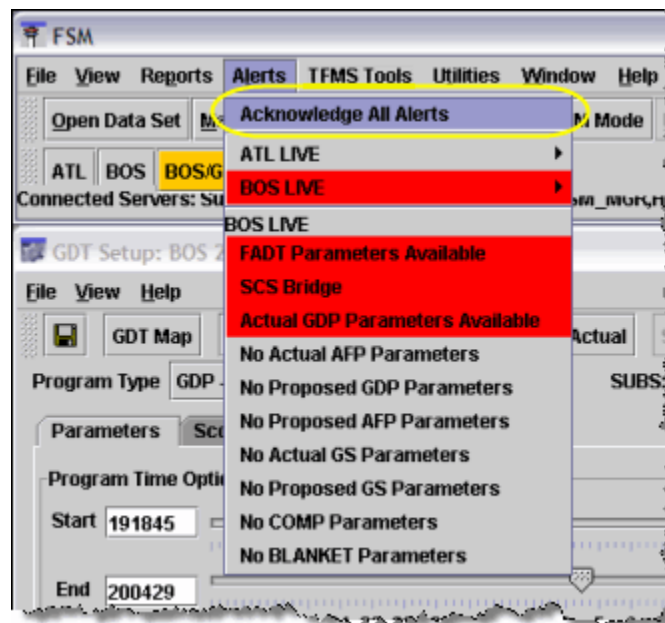 FSM
File View Reports Alerts TFMS Tools Utilities Window Help
Open Data Set
Acknowledge All Alerts
Mode
ATL LIVE
ATL BOS BOS/G
BOS LIVE
Connected Servers:
BOS LIVE
GDT Setup: BOS 2
FADT Parameters Available
File View Help
SCS Bridge
GDT Map
Actual GDP Parameters Available
Actual
No Actual AFP Parameters
Program Type GDP -
No Proposed GDP Parameters
SUBS:
No Proposed AFP Parameters
Parameters
No Actual GS Parameters
Program Time
No Proposed GS Parameters
Start 191845
No COMP Parameters
No BLANKET Parameters
End 200429